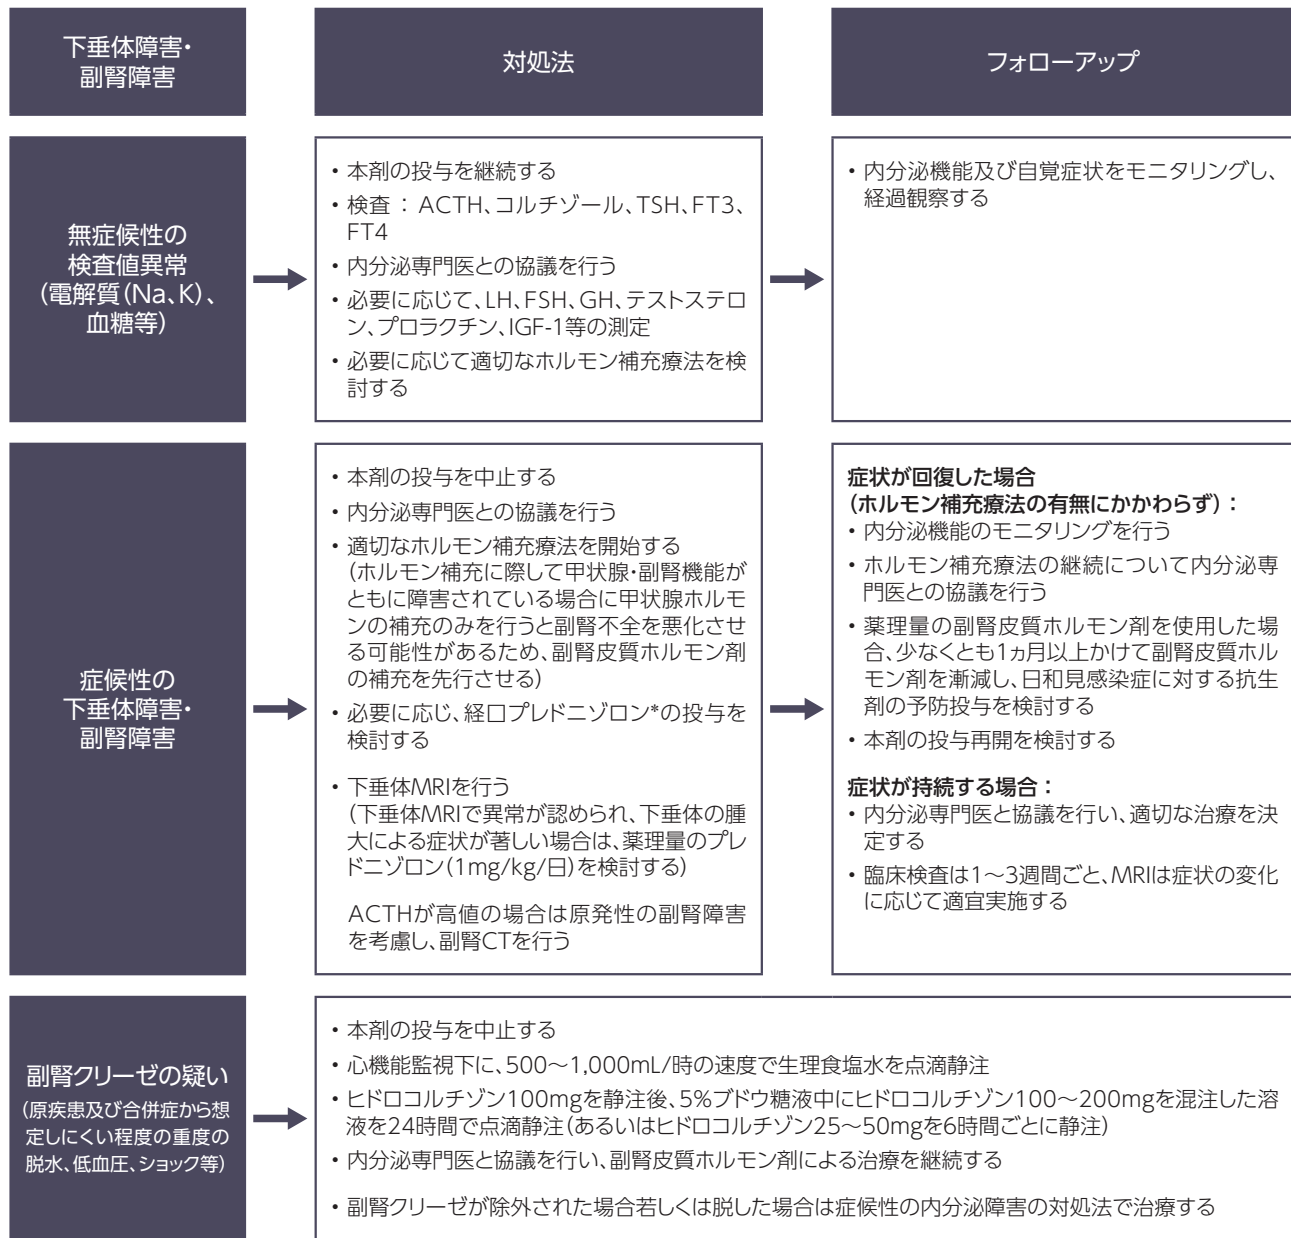 下垂体障害・
副腎障害
対処法
フォローアップ
無症候性の
検査値異常
（電解質（Na、K）、
血糖等）
・本剤の投与を継続する
・検査 ： ACTH、コルチゾール、TSH、FT3、
FT4
・内分泌専門医との協議を行う
・必要に応じて、LH、FSH、GH、テストステロ
ン、プロラクチン、IGF-1等の測定
・必要に応じて適切なホルモン補充療法を検
討する
・内分泌機能及び自覚症状をモニタリングし、
経過観察する
症候性の
下垂体障害・
副腎障害
・本剤の投与を中止する
・内分泌専門医との協議を行う
・適切なホルモン補充療法を開始する
（ホルモン補充に際して甲状腺・副腎機能が
ともに障害されている場合に甲状腺ホルモ
ンの補充のみを行うと副腎不全を悪化させ
る可能性があるため、副腎皮質ホルモン剤
の補充を先行させる）
・必要に応じ、経口プレドニゾロン*の投与を
検討する
・下垂体MRIを行う
（下垂体MRIで異常が認められ、下垂体の腫
大による症状が著しい場合は、薬理量のプレ
ドニゾロン（1mg/kg/日）を検討する）
ACTHが高値の場合は原発性の副腎障害
を考慮し、副腎CTを行う
症状が回復した場合
（ホルモン補充療法の有無にかかわらず）：
・内分泌機能のモニタリングを行う
・ホルモン補充療法の継続について内分泌専
門医との協議を行う
・薬理量の副腎皮質ホルモン剤を使用した場
合、少なくとも1ヵ月以上かけて副腎皮質ホル
モン剤を漸減し、日和見感染症に対する抗生
剤の予防投与を検討する
・本剤の投与再開を検討する
症状が持続する場合：
・内分泌専門医と協議を行い、適切な治療を決
定する
・臨床検査は1～3週間ごと、MRIは症状の変化
に応じて適宜実施する
副腎クリーゼの疑い
（原疾患及び合併症から想
定しにくい程度の重度の
脱水、低血圧、ショック等）
・本剤の投与を中止する
・心機能監視下に、500～1,000mL/時の速度で生理食塩水を点滴静注
・ヒドロコルチゾン100mgを静注後、5%ブドウ糖液中にヒドロコルチゾン100～200mgを混注した溶
液を24時間で点滴静注（あるいはヒドロコルチゾン25～50mgを6時間ごとに静注）
・内分泌専門医と協議を行い、副腎皮質ホルモン剤による治療を継続する
・副腎クリーゼが除外された場合若しくは脱した場合は症候性の内分泌障害の対処法で治療する